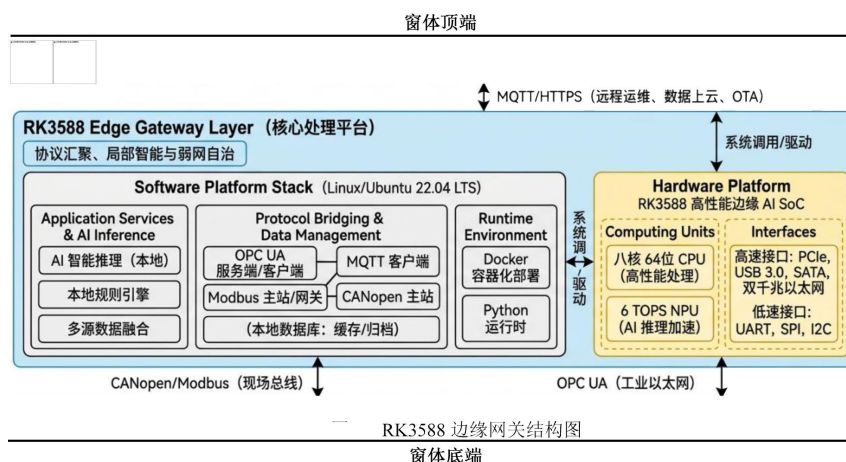 窗体顶端
MQTT/HTTPS（远程运维、数据上云、OTA）
RK3588 Edge Gateway Layer（核心处理平台）
协议汇聚、局部智能与弱网自治
系统调用/驱动
Software Platform Stack（Linux/Ubuntu 22.04 LTS）
Application Services
& AI Inference
AI 智能推理（本地）
本地规则引擎
多源数据融合
Protocol Bridging &
Data Management
OPC UA
服务端/客户端
MQTT 客户端
Modbus 主站/网关
CANopen 主站
（本地数据库：缓存/归档）
Runtime
Environment
Docker
容器化部署
Python
运行时
系统调/驱动
Hardware Platform
RK3588 高性能边缘 AI SoC
Computing Units
八核 64位 CPU
（高性能处理）
6 TOPS NPU
（AI 推理加速）
Interfaces
高速接口: PCIe,
USB 3.0, SATA,
双千兆以太网
低速接口:
UART, SPI, I2C
CANopen/Modbus（现场总线）
OPC UA（工业以太网）
RK3588 边缘网关结构图
窗体底端